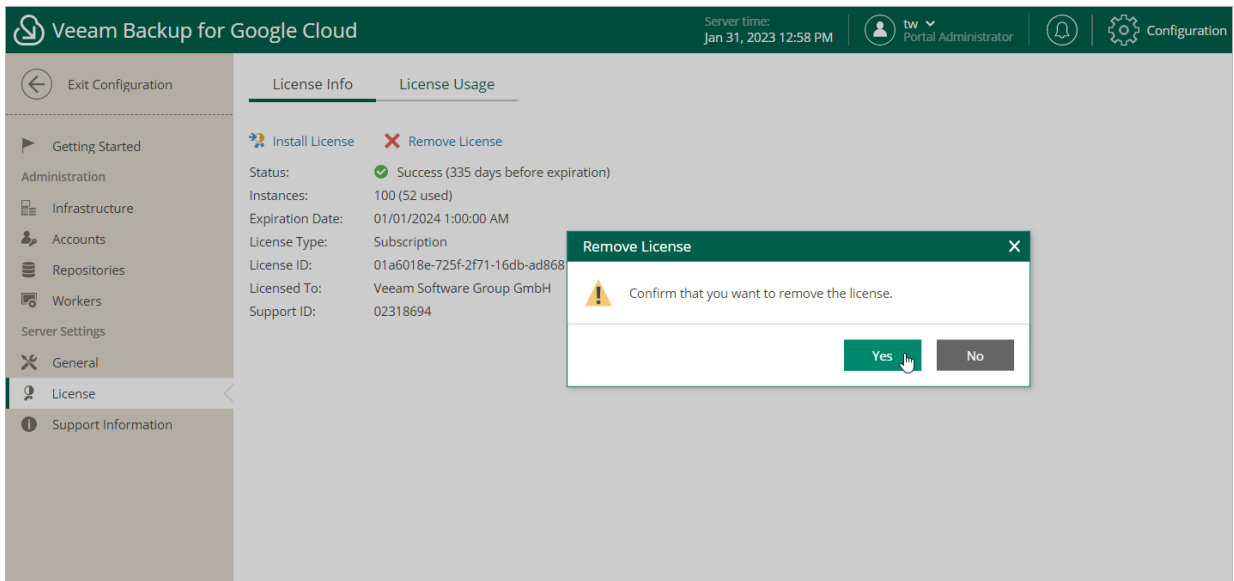 Veeam Backup for Google Cloud
Server time:
Jan 31, 2023 12:58 PM
tw
Portal Administrator
Configuration
Exit Configuration
Getting Started
Administration
Infrastructure
Accounts
Repositories
Workers
Server Settings
General
License
Support Information
License Info
License Usage
Install License
Remove License
Status: Success (335 days before expiration)
Instances: 100 (52 used)
Expiration Date: 01/01/2024 1:00:00 AM
License Type: Subscription
License ID: 01a6018e-725f-2f71-16db-ad868
Licensed To: Veeam Software Group GmbH
Support ID: 02318694
Remove License
Confirm that you want to remove the license.
Yes
No